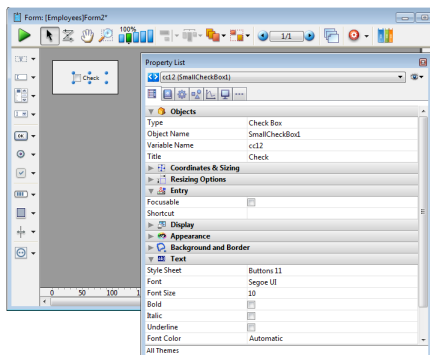 Form: [Employees]Form2*
100%
1/1
Check
OK
0 50 100
Property List
cc12 (SmallCheckBox1)
Objects
Type Check Box
Object Name SmallCheckBox1
Variable Name cc12
Title Check
Coordinates & Sizing
Resizing Options
Entry
Focusable
Shortcut
Display
Appearance
Background and Border
Text
Style Sheet Buttons 11
Font Segoe UI
Font Size 10
Bold
Italic
Underline
Font Color Automatic
All Themes